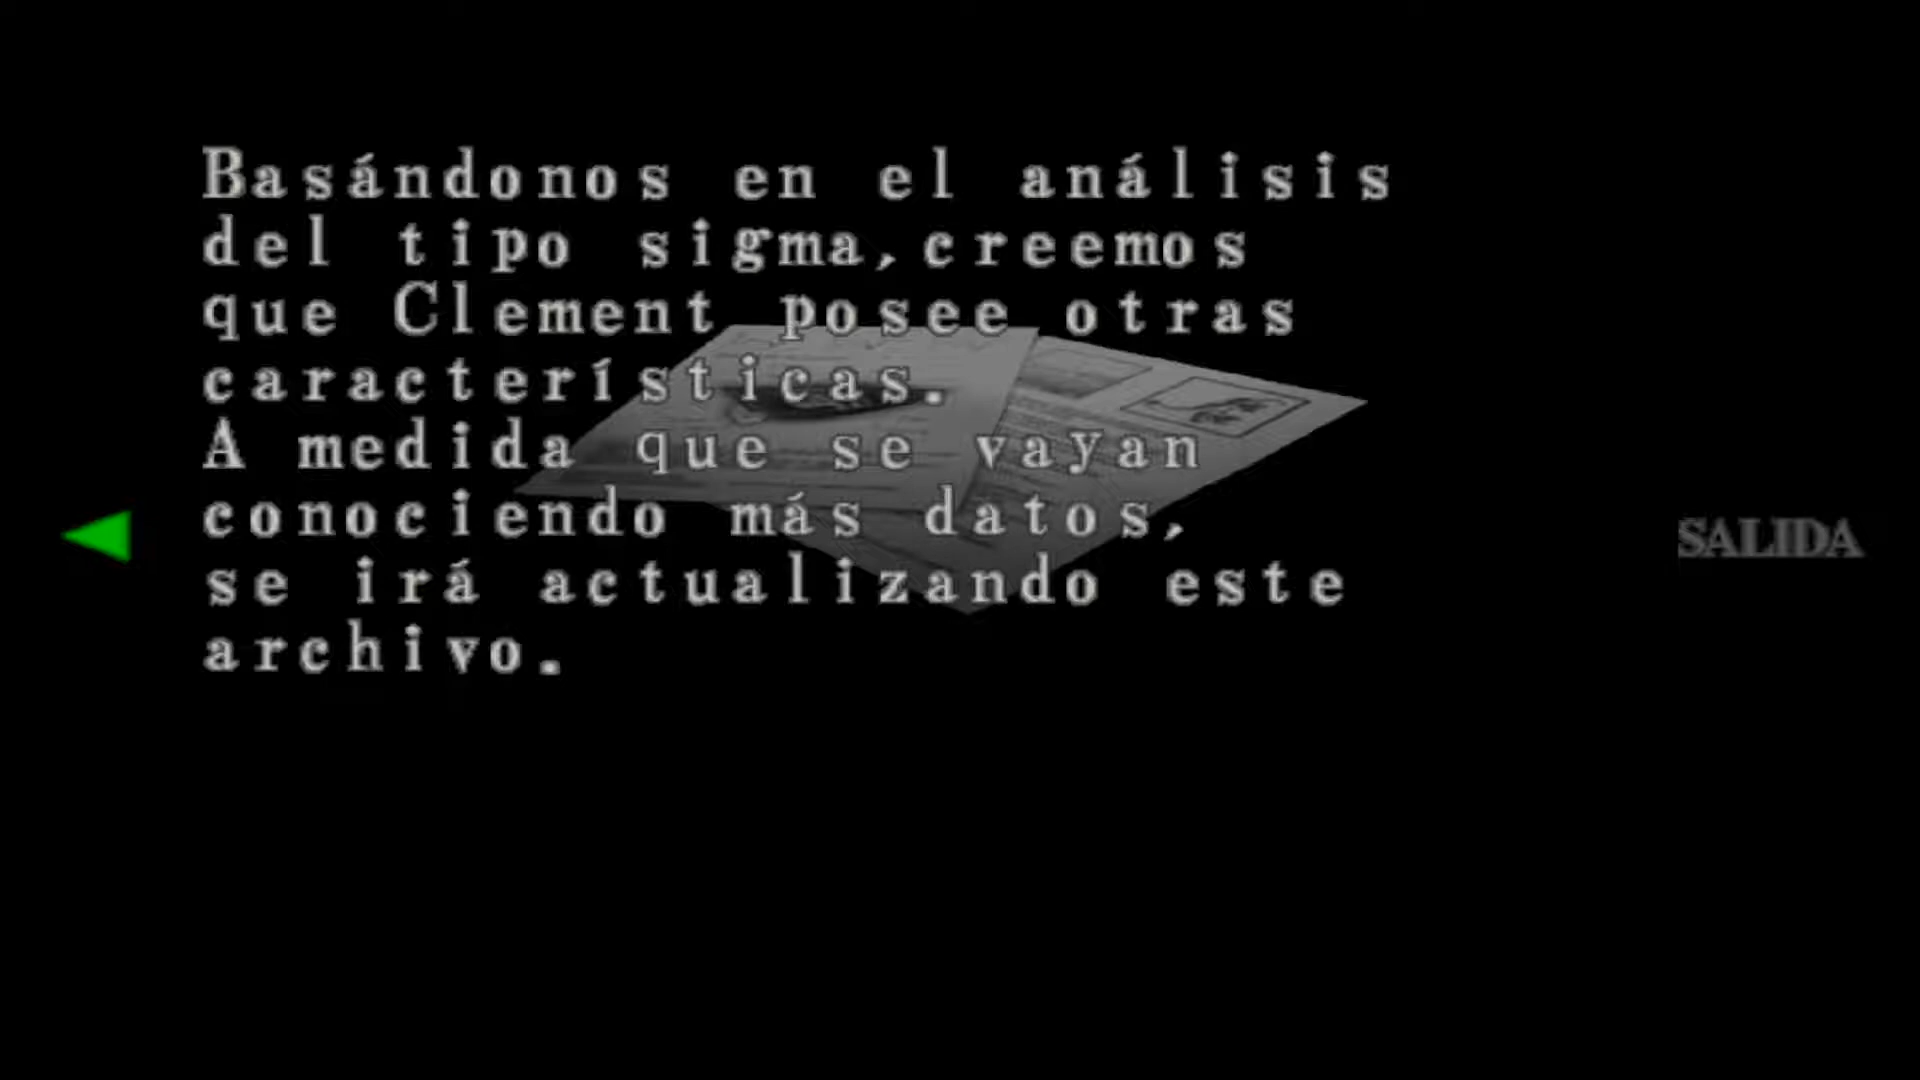 Basándonos en el análisis
del tipo sigma,creemos
que Clement posee otras
características.
A medida que se vayan
conociendo más datos,
se irá actualizando este
archivo.
SALIDA